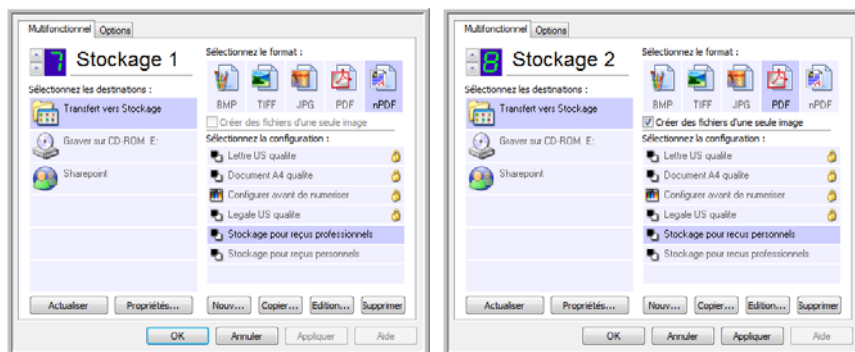 Multifonctionnel Options
7 Stockage 1
Sélectionnez les destinations :
Transfert vers Stockage
Graver sur CD-ROM E:
Sharepoint
Actualiser Propriétés...
Sélectionnez le format :
BMP TIFF JPG PDF nPDF
Créer des fichiers d'une seule image
Sélectionnez la configuration :
Lettre US qualite
Document A4 qualite
Configurer avant de numeriser
Legale US qualite
Stockage pour reçus professionnels
Stockage pour reçus personnels
Nouv... Copier... Edition... Supprimer
OK Annuler Appliquer Aide
Multifonctionnel Options
8 Stockage 2
Sélectionnez les destinations :
Transfert vers Stockage
Graver sur CD-ROM E:
Sharepoint
Actualiser Propriétés...
Sélectionnez le format :
BMP TIFF JPG PDF nPDF
Créer des fichiers d'une seule image
Sélectionnez la configuration :
Lettre US qualite
Document A4 qualite
Configurer avant de numeriser
Legale US qualite
Stockage pour recus personnels
Stockage pour recus professionnels
Nouv... Copier... Edition... Supprimer
OK Annuler Appliquer Aide